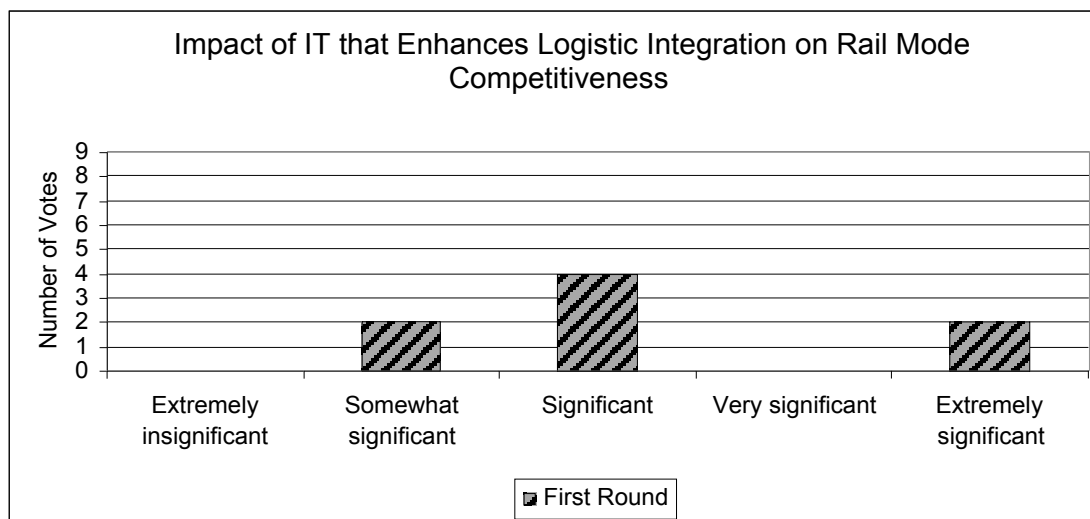 Impact of IT that Enhances Logistic Integration on Rail Mode
Competitiveness
Number of Votes
9
8
7
6
5
4
3
2
1
0
Extremely
insignificant
Somewhat
significant
Significant
Very significant
Extremely
significant
First Round